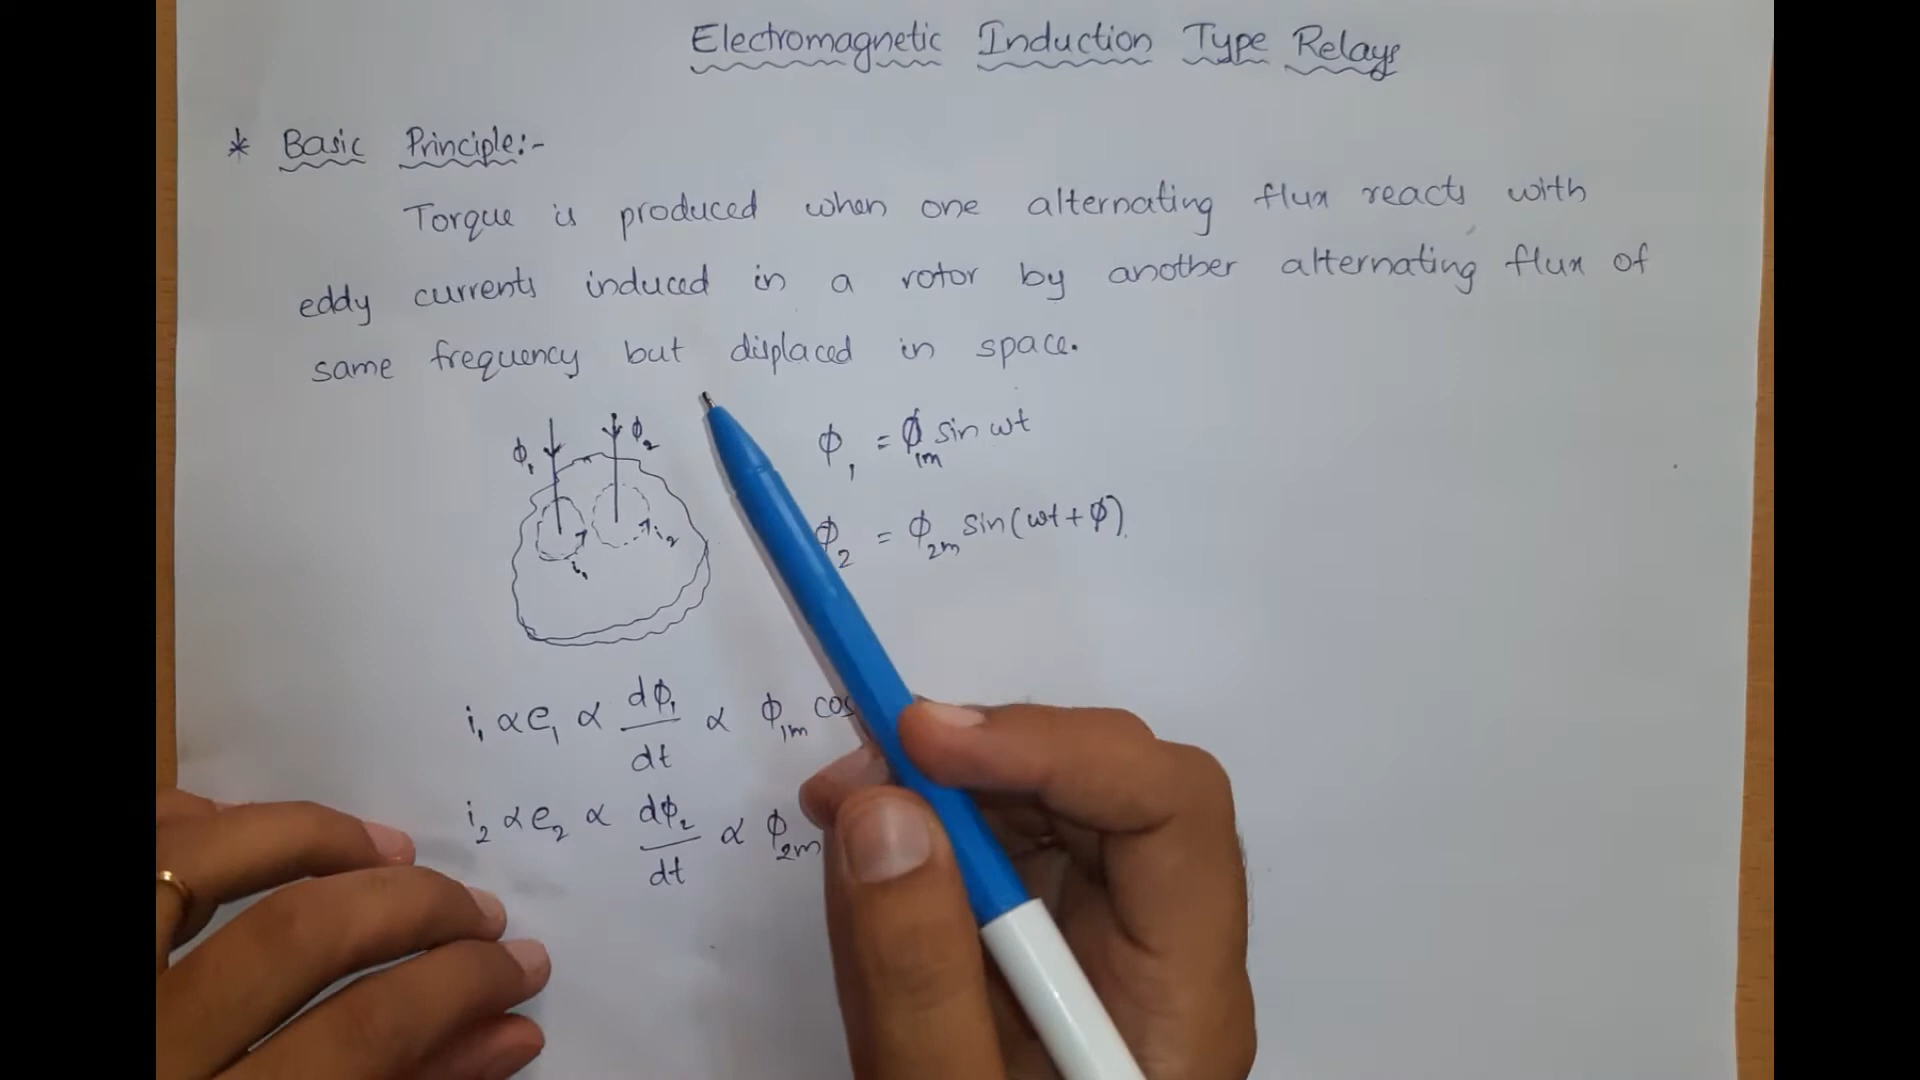 Electromagnetic Induction Type Relays
* Basic Principle:-
Torque is produced when one alternating flux reacts with
eddy currents induced in a rotor by another alternating flux of
same frequency but displaced in space.
ϕ₁ ϕ₂
ϕ₁ = ϕ₁m sin ωt
i₁ i₂
ϕ₂ = ϕ₂m sin(ωt + ϕ)
i₁ ∝ e₁ ∝ dϕ₁/dt ∝ ϕ₁m cos
i₂ ∝ e₂ ∝ dϕ₂/dt ∝ ϕ₂m